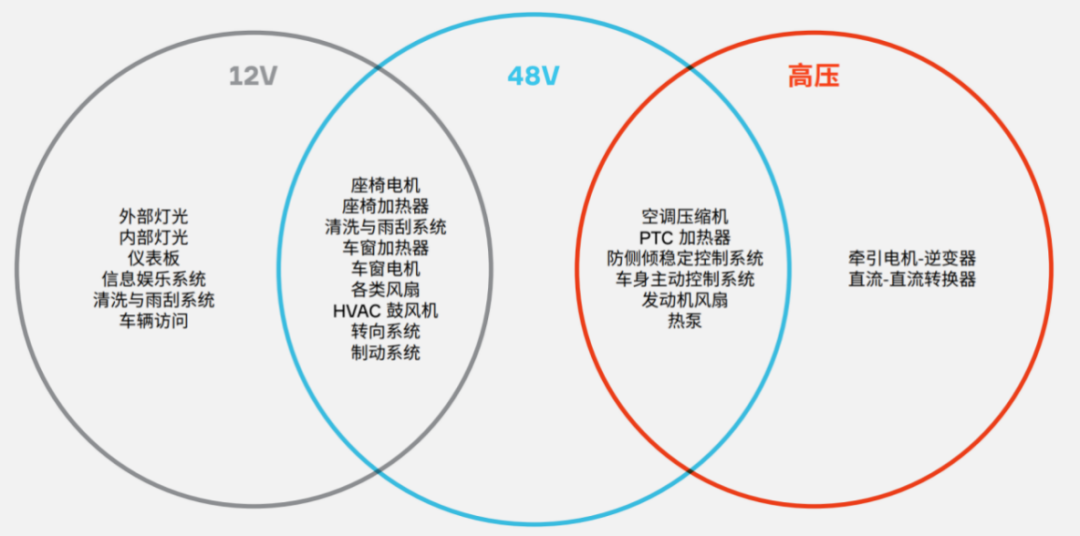 12V
48V
高压
外部灯光
内部灯光
仪表板
信息娱乐系统
清洗与雨刮系统
车辆访问
座椅电机
座椅加热器
清洗与雨刮系统
车窗加热器
车窗电机
各类风扇
HVAC 鼓风机
转向系统
制动系统
空调压缩机
PTC 加热器
防侧倾稳定控制系统
车身主动控制系统
发动机风扇
热泵
牵引电机-逆变器
直流-直流转换器